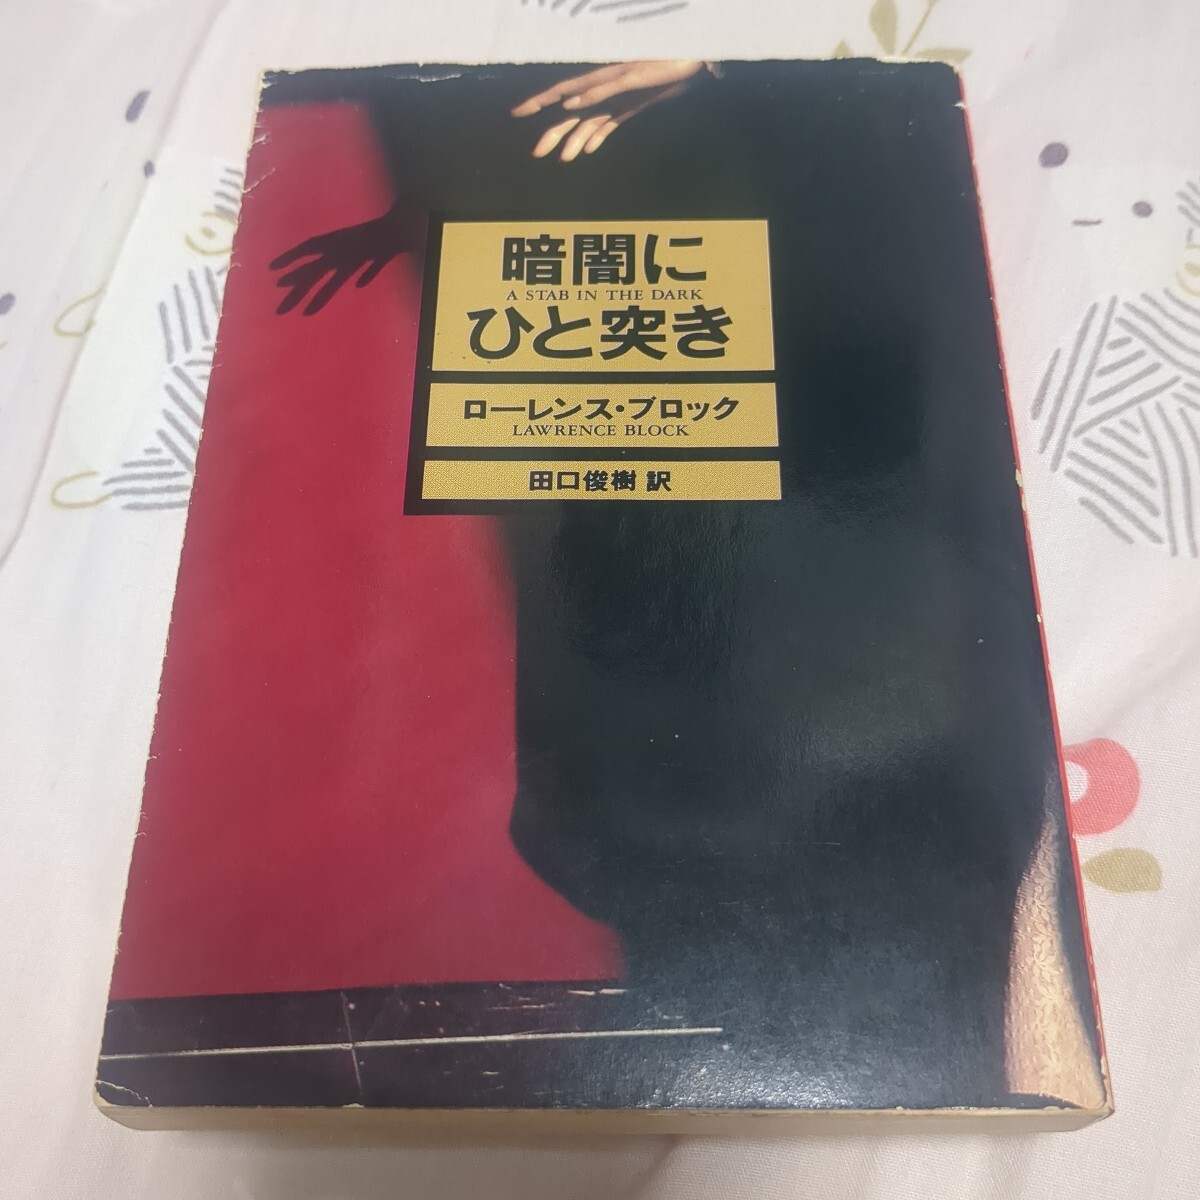 暗闇に
A STAB IN THE DARK
ひと突き
ローレンス・ブロック
LAWRENCE BLOCK
田口俊樹 訳